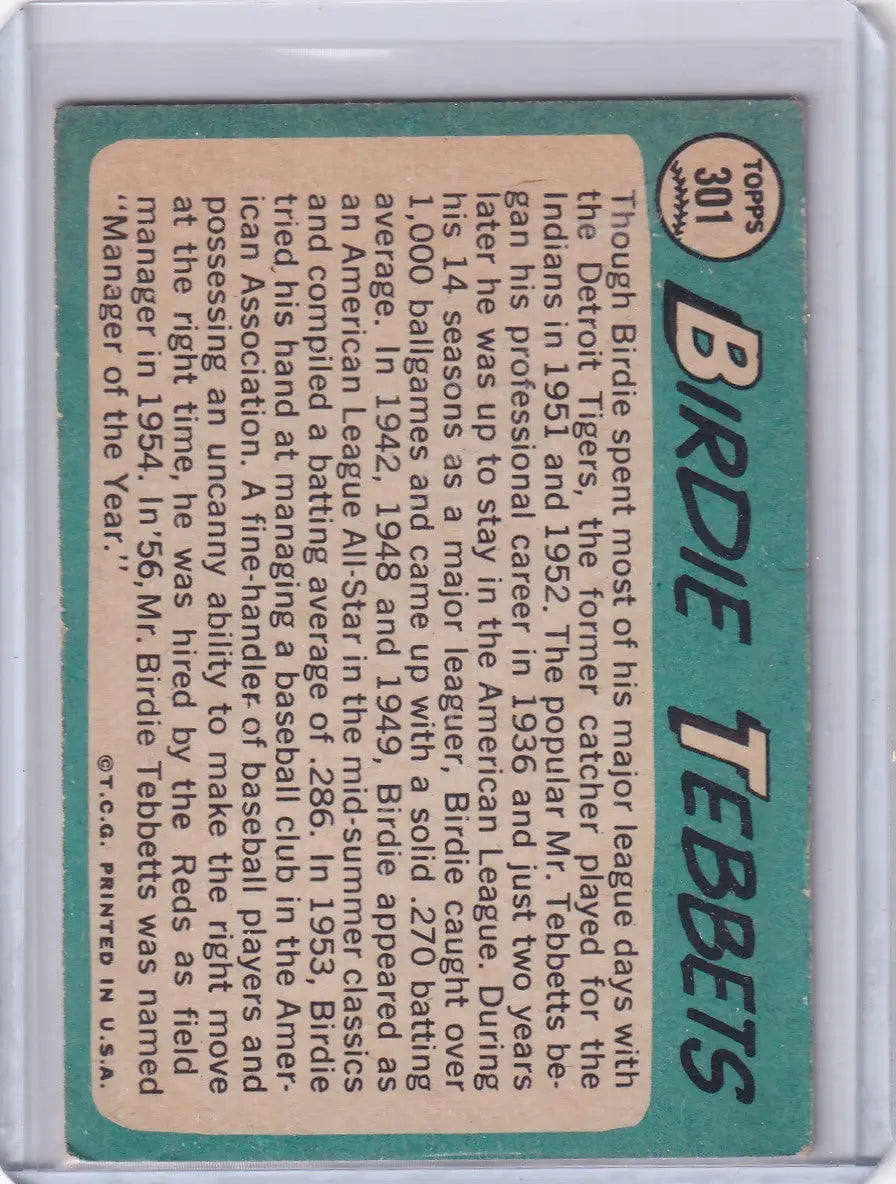 TOPPS
301
BIRDIE TEBBETS
Though Birdie spent most of his major league days with
the Detroit Tigers, the former catcher played for the
Indians in 1951 and 1952. The popular Mr. Tebbetts be-
gan his professional career in 1936 and just two years
later he was up to stay in the American League. During
his 14 seasons as a major leaguer, Birdie caught over
1,000 ballgames and came up with a solid .270 batting
average. In 1942, 1948 and 1949, Birdie appeared as
an American League All-Star in the mid-summer classics
and compiled a batting average of .286. In 1953, Birdie
tried his hand at managing a baseball club in the Amer-
ican Association. A fine-handler of baseball players and
possessing an uncanny ability to make the right move
at the right time, he was hired by the Reds as field
manager in 1954. In '56, Mr. Birdie Tebbetts was named
"Manager of the Year."
©T.C.G. PRINTED IN U.S.A.